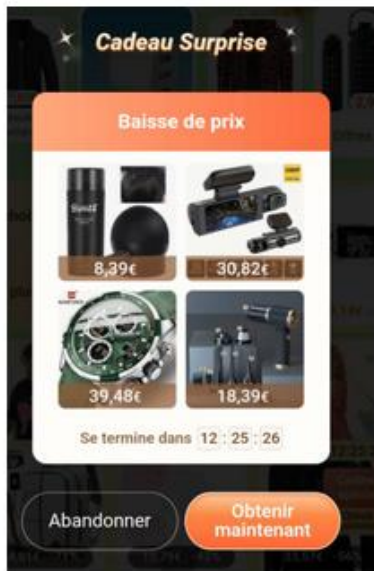 Cadeau Surprise
Baisse de prix
8,39€
30,82€
39,48€
18,39€
Se termine dans 12 : 25 : 26
Abandonner
Obtenir
maintenant